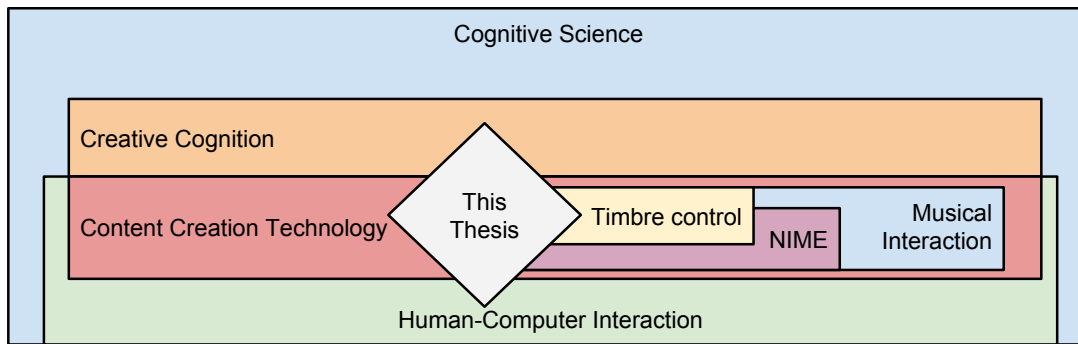 Cognitive Science
Creative Cognition
Content Creation Technology
This
Thesis
Timbre control
NIME
Musical
Interaction
Human-Computer Interaction